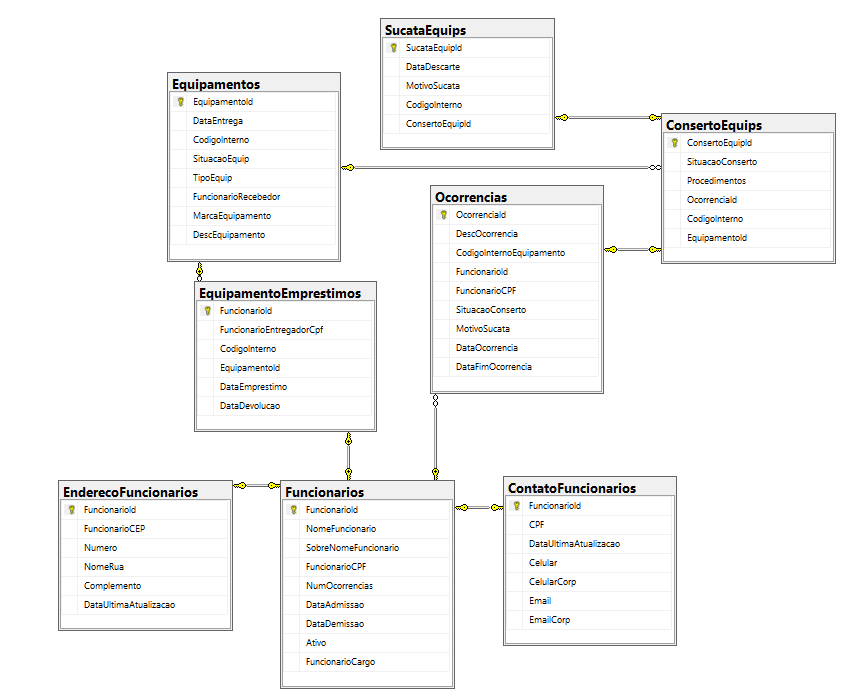 SucataEquips
SucataEquipId
DataDescarte
MotivoSucata
CodigoInterno
ConsertoEquipId
Equipamentos
EquipamentoId
DataEntrega
CodigoInterno
SituacaoEquip
TipoEquip
FuncionarioRecebedor
MarcaEquipamento
DescEquipamento
ConsertoEquips
ConsertoEquipId
SituacaoConserto
Procedimentos
OcorrenciaId
CodigoInterno
EquipamentoId
Ocorrencias
OcorrenciaId
DescOcorrencia
CodigoInternoEquipamento
FuncionarioId
FuncionarioCPF
SituacaoConserto
MotivoSucata
DataOcorrencia
DataFimOcorrencia
EquipamentoEmprestimos
FuncionarioId
FuncionarioEntregadorCpf
CodigoInterno
EquipamentoId
DataEmprestimo
DataDevolucao
EnderecoFuncionarios
FuncionarioId
FuncionarioCEP
Numero
NomeRua
Complemento
DataUltimaAtualizacao
Funcionarios
FuncionarioId
NomeFuncionario
SobreNomeFuncionario
FuncionarioCPF
NumOcorrencias
DataAdmissao
DataDemissao
Ativo
FuncionarioCargo
ContatoFuncionarios
FuncionarioId
CPF
DataUltimaAtualizacao
Celular
CelularCorp
Email
EmailCorp